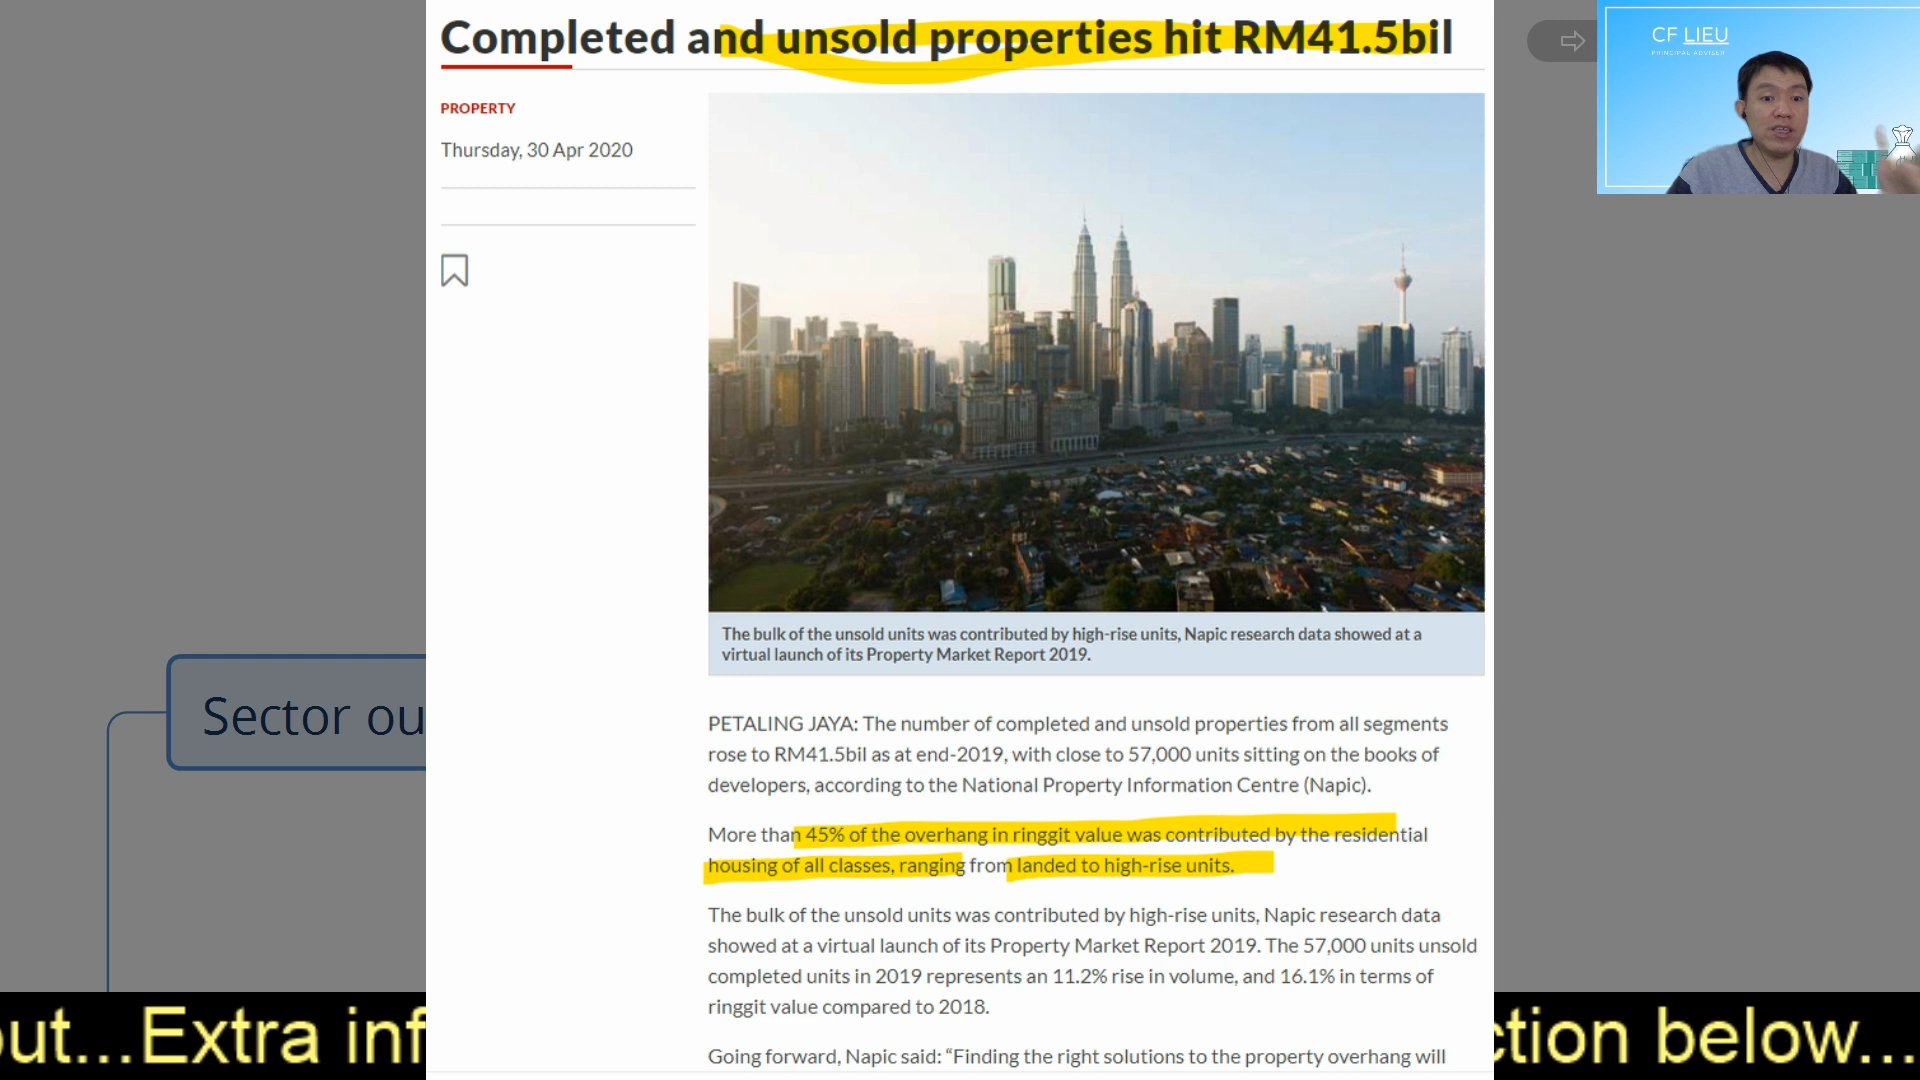 Completed and unsold properties hit RM41.5bil
CF LIEU
PRINCIPAL ADVISER
PROPERTY
Thursday, 30 Apr 2020
The bulk of the unsold units was contributed by high-rise units, Napic research data showed at a
virtual launch of its Property Market Report 2019.
PETALING JAYA: The number of completed and unsold properties from all segments
rose to RM41.5bil as at end-2019, with close to 57,000 units sitting on the books of
developers, according to the National Property Information Centre (Napic).
More than 45% of the overhang in ringgit value was contributed by the residential
housing of all classes, ranging from landed to high-rise units.
The bulk of the unsold units was contributed by high-rise units, Napic research data
showed at a virtual launch of its Property Market Report 2019. The 57,000 units unsold
completed units in 2019 represents an 11.2% rise in volume, and 16.1% in terms of
ringgit value compared to 2018.
Going forward, Napic said: “Finding the right solutions to the property overhang will
Sector ou
out...Extra inf
ction below...